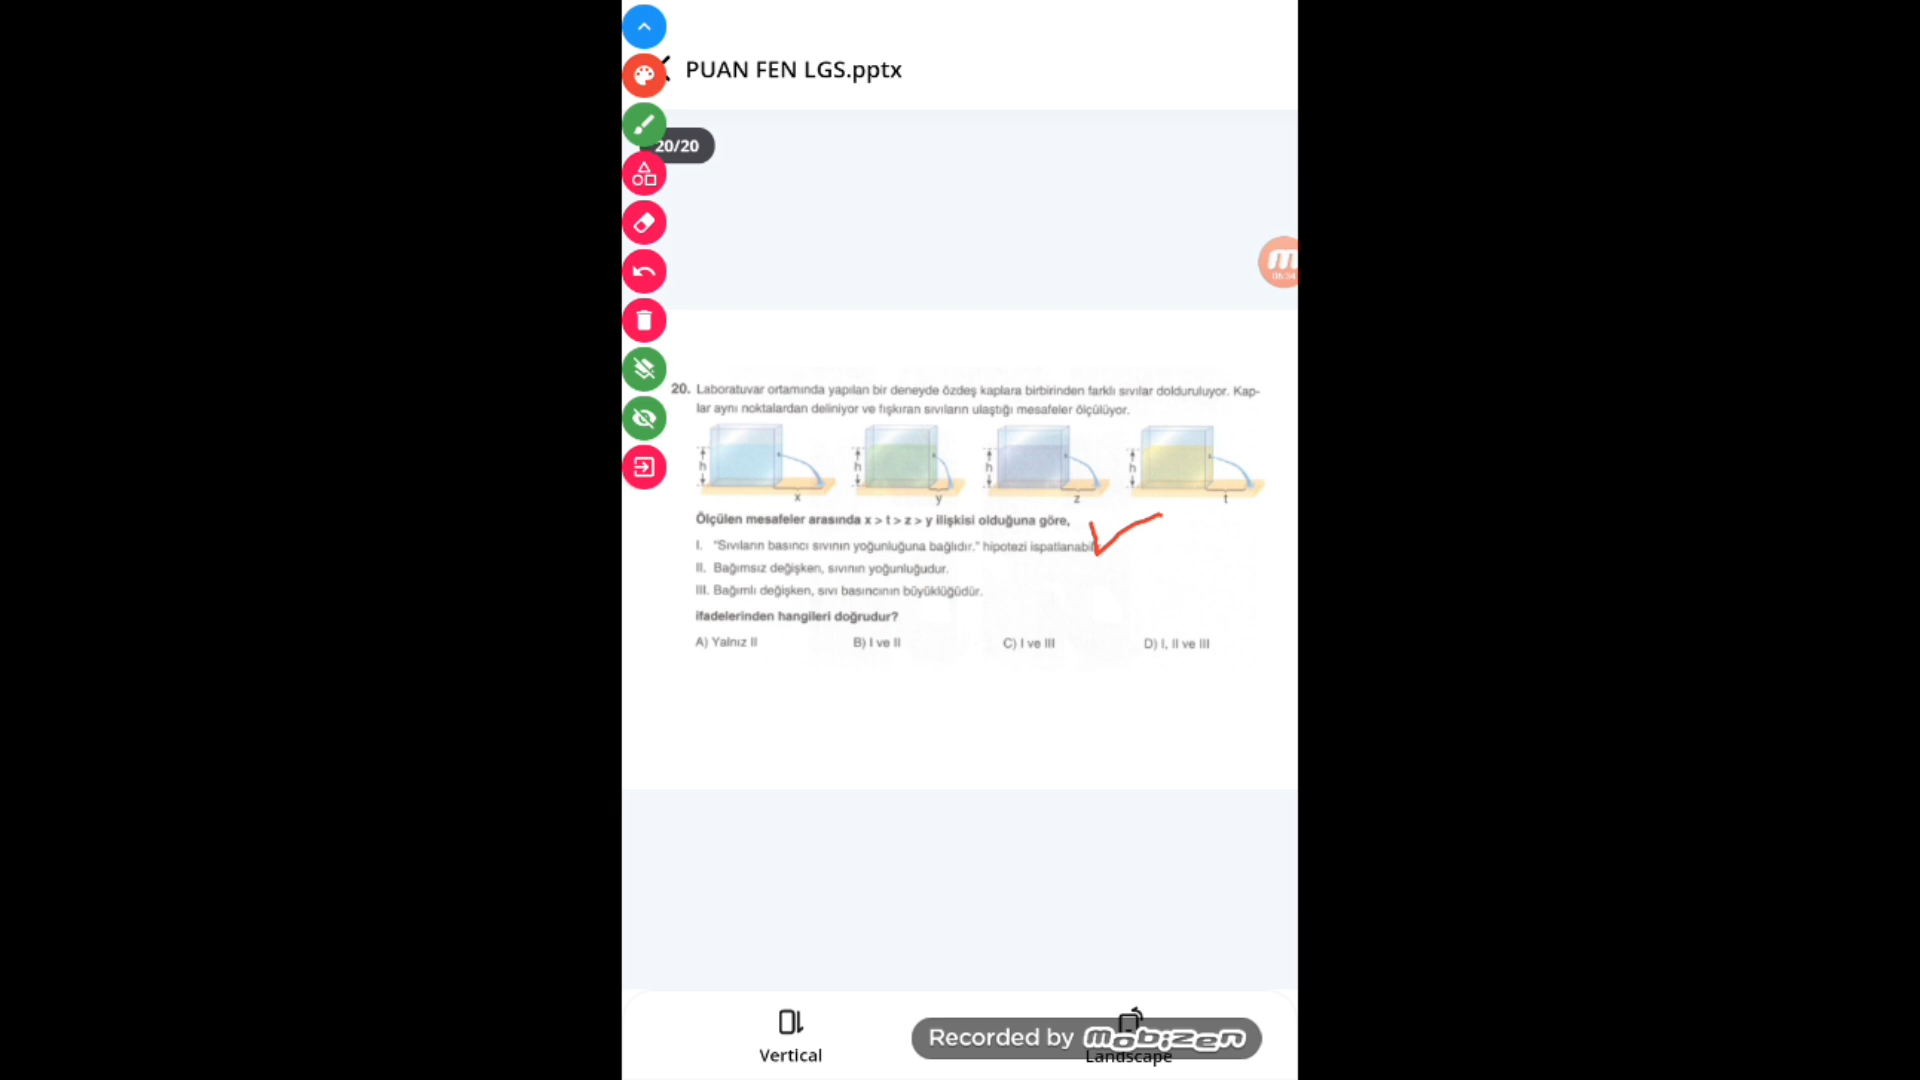 PUAN FEN LGS.pptx
20/20
06:34
20. Laboratuvar ortamında yapılan bir deneyde özdeş kaplara birbirinden farklı sıvılar dolduruluyor. Kap-
lar aynı noktalardan deliniyor ve fışkıran sıvıların ulaştığı mesafeler ölçülüyor.
h h h h
x y z t
Ölçülen mesafeler arasında x > t > z > y ilişkisi olduğuna göre,
I. "Sıvıların basıncı sıvının yoğunluğuna bağlıdır." hipotezi ispatlanabilir.
II. Bağımsız değişken, sıvının yoğunluğudur.
III. Bağımlı değişken, sıvı basıncının büyüklüğüdür.
ifadelerinden hangileri doğrudur?
A) Yalnız II B) I ve II C) I ve III D) I, II ve III
Vertical
Landscape
Recorded by mobizen